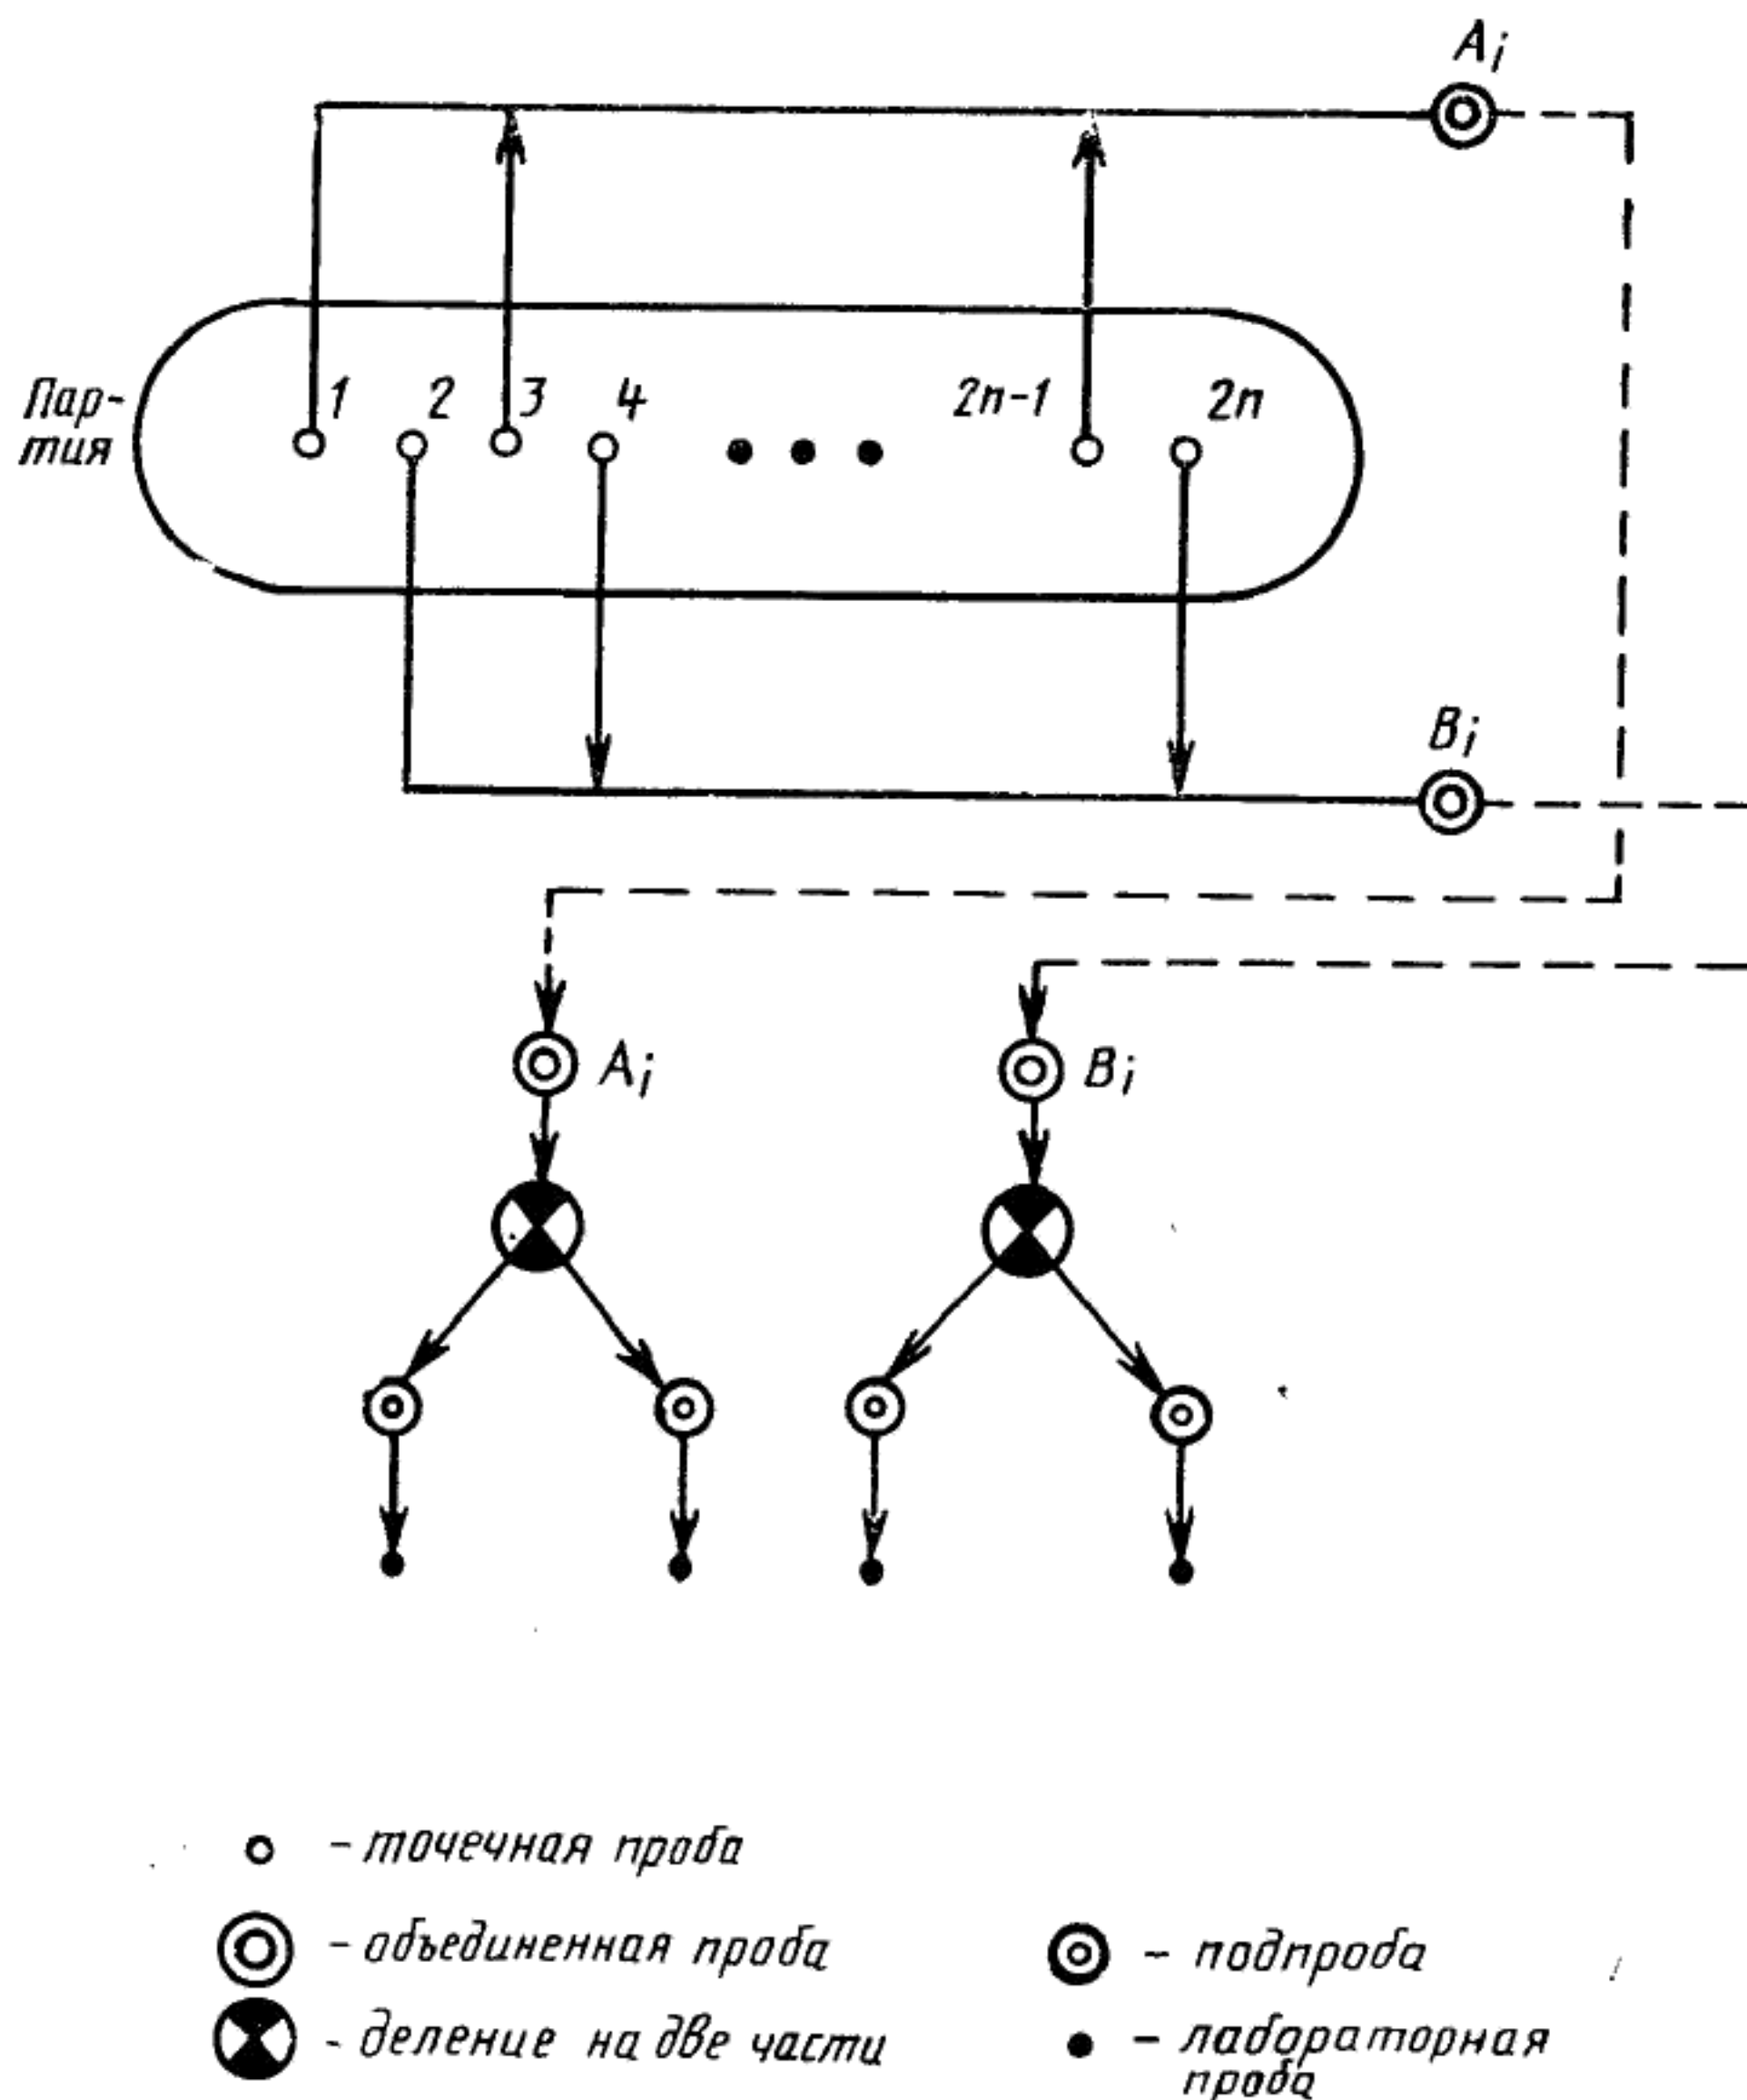 Aᵢ
Пар-
тия
1 2 3 4 2n-1 2n
Bᵢ
Aᵢ Bᵢ
- точечная проба
- объединенная проба
- подпроба
- деление на две части
- лабораторная
проба